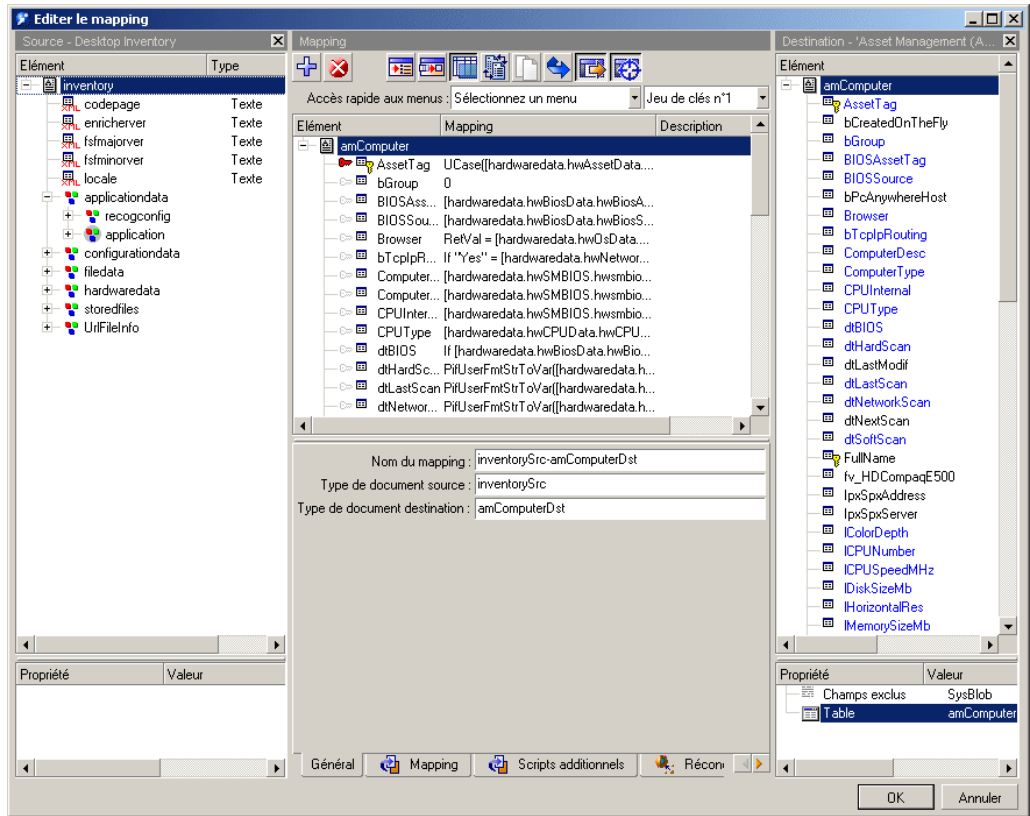 Editer le mapping
Source - Desktop Inventory
Elément Type
inventory
codepage Texte
enricherver Texte
fsfmajorver Texte
fsfminorver Texte
locale Texte
applicationdata
recogconfig
application
configurationdata
filedata
hardwaredata
storedfiles
UrlFileInfo
Propriété Valeur
Mapping
Accès rapide aux menus : Sélectionnez un menu Jeu de clés n°1
Elément Mapping Description
amComputer
AssetTag UCase([hardwaredata.hwAssetData....
bGroup 0
BIOSAss... [hardwaredata.hwBiosData.hwBiosA...
BIOSSou... [hardwaredata.hwBiosData.hwBiosS...
Browser RetVal = [hardwaredata.hwOsData....
bTcpIpR... If "Yes" = [hardwaredata.hwNetwor...
Computer... [hardwaredata.hwSMBIOS.hwsmbio...
Computer... [hardwaredata.hwSMBIOS.hwsmbio...
CPUInter... [hardwaredata.hwSMBIOS.hwsmbio...
CPUType [hardwaredata.hwCPUData.hwCPU...
dtBIOS If [hardwaredata.hwBiosData.hwBio...
dtHardSc... PifUserFmtStrToVar([hardwaredata.h...
dtLastScan PifUserFmtStrToVar([hardwaredata.h...
dtNetwor... PifUserFmtStrToVar([hardwaredata.h...
Nom du mapping : inventorySrc-amComputerDst
Type de document source : inventorySrc
Type de document destination : amComputerDst
Général Mapping Scripts additionnels Récon
Destination - 'Asset Management (A...
Elément
amComputer
AssetTag
bCreatedOnTheFly
bGroup
BIOSAssetTag
BIOSSource
bPcAnywhereHost
Browser
bTcpIpRouting
ComputerDesc
ComputerType
CPUInternal
CPUType
dtBIOS
dtHardScan
dtLastModif
dtLastScan
dtNetworkScan
dtNextScan
dtSoftScan
FullName
fv_HDCompaqE500
IpxSpxAddress
IpxSpxServer
lColorDepth
lCPUNumber
lCPUSpeedMHz
lDiskSizeMb
lHorizontalRes
lMemorySizeMb
Propriété Valeur
Champs exclus SysBlob
Table amComputer
OK Annuler